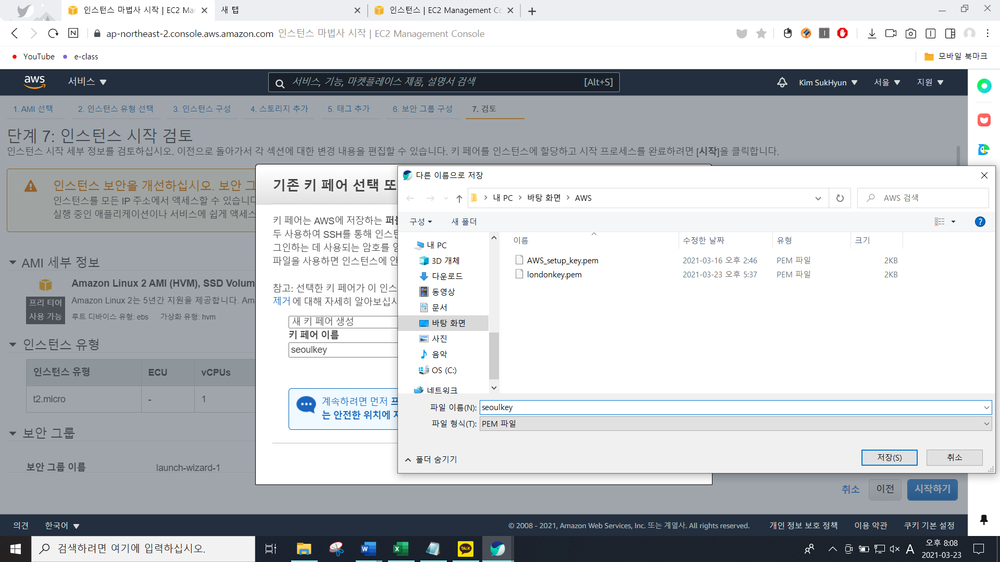 인스턴스 마법사 시작 | EC2 Mar
새 탭
인스턴스 | EC2 Management Co
ap-northeast-2.console.aws.amazon.com 인스턴스 마법사 시작 | EC2 Management Console
YouTube
e-class
모바일 북마크
aws
서비스
서비스, 기능, 마켓플레이스 제품, 설명서 검색
[Alt+S]
Kim SukHyun
서울
지원
1. AMI 선택
2. 인스턴스 유형 선택
3. 인스턴스 구성
4. 스토리지 추가
5. 태그 추가
6. 보안 그룹 구성
7. 검토
단계 7: 인스턴스 시작 검토
인스턴스 시작 세부 정보를 검토하십시오. 이전으로 돌아가서 각 섹션에 대한 변경 내용을 편집할 수 있습니다. 키 페어를 인스턴스에 할당하고 시작 프로세스를 완료하려면 [시작]을 클릭합니다.
인스턴스 보안을 개선하십시오. 보안 그
인스턴스를 모든 IP 주소에서 액세스할 수 있습니다
실행 중인 애플리케이션이나 서비스에 쉽게 액세스
AMI 세부 정보
Amazon Linux 2 AMI (HVM), SSD Volum
프리 티어
사용 가능
Amazon Linux 2는 5년간 지원을 제공합니다. Am
루트 디바이스 유형: ebs 가상화 유형: hvm
인스턴스 유형
인스턴스 유형 ECU vCPUs
t2.micro - 1
보안 그룹
보안 그룹 이름 launch-wizard-1
기존 키 페어 선택 또
키 페어는 AWS에 저장하는 퍼블
두 사용하여 SSH를 통해 인스턴
그인하는 데 사용되는 암호를 얻
파일을 사용하면 인스턴스에 안
참고: 선택한 키 페어가 이 인스
제거 에 대해 자세히 알아보십시
새 키 페어 생성
키 페어 이름
seoulkey
계속하려면 먼저 프
는 안전한 위치에 저
다른 이름으로 저장
내 PC
바탕 화면
AWS
AWS 검색
구성
새 폴더
내 PC
3D 개체
다운로드
동영상
문서
바탕 화면
사진
음악
OS (C:)
네트워크
이름 수정한 날짜 유형 크기
AWS_setup_key.pem 2021-03-16 오후 2:46 PEM 파일 2KB
londonkey.pem 2021-03-23 오후 5:37 PEM 파일 2KB
파일 이름(N): seoulkey
파일 형식(T): PEM 파일
폴더 숨기기
저장(S)
취소
취소
이전
시작하기
의견
한국어
© 2008 - 2021, Amazon Web Services, Inc. 또는 계열사. All rights reserved.
개인 정보 보호 정책
이용 약관
쿠키 기본 설정
검색하려면 여기에 입력하십시오.
TALK
A
오후 8:08
2021-03-23